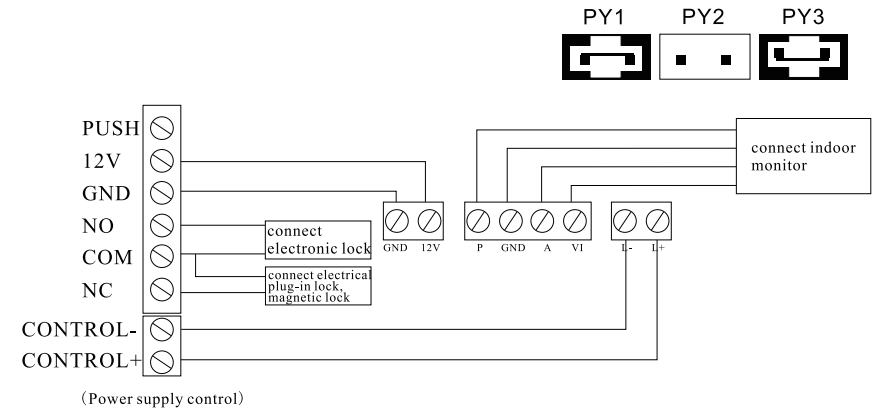 PY1 PY2 PY3
PUSH
12V
GND
NO
COM
NC
CONTROL-
CONTROL+
(Power supply control)
connect
electronic lock
connect electrical
plug-in lock,
magnetic lock
GND 12V
P GND A VI
L- L+
connect indoor
monitor